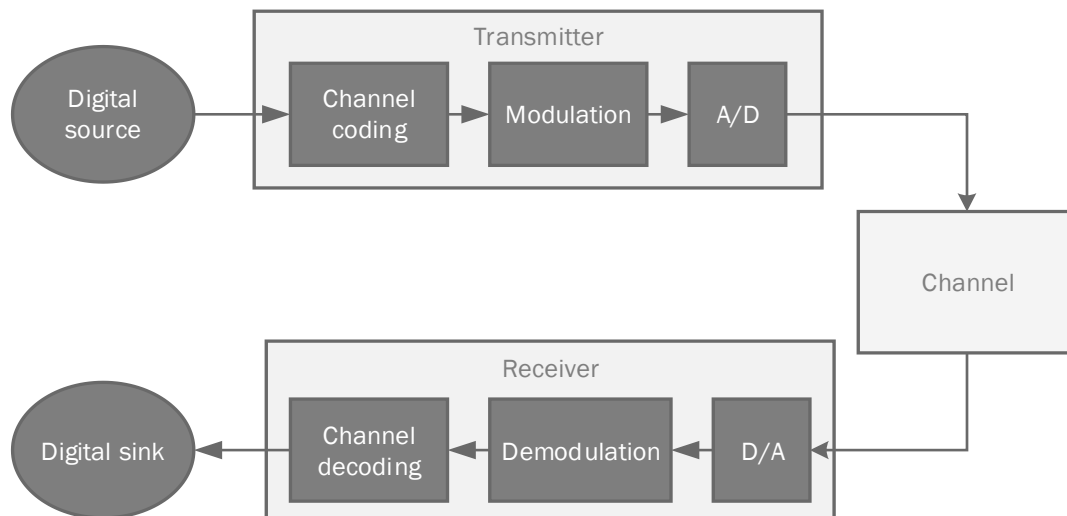 Transmitter
Digital
source
Channel
coding
Modulation
A/D
Channel
Receiver
Digital sink
Channel
decoding
Demodulation
D/A